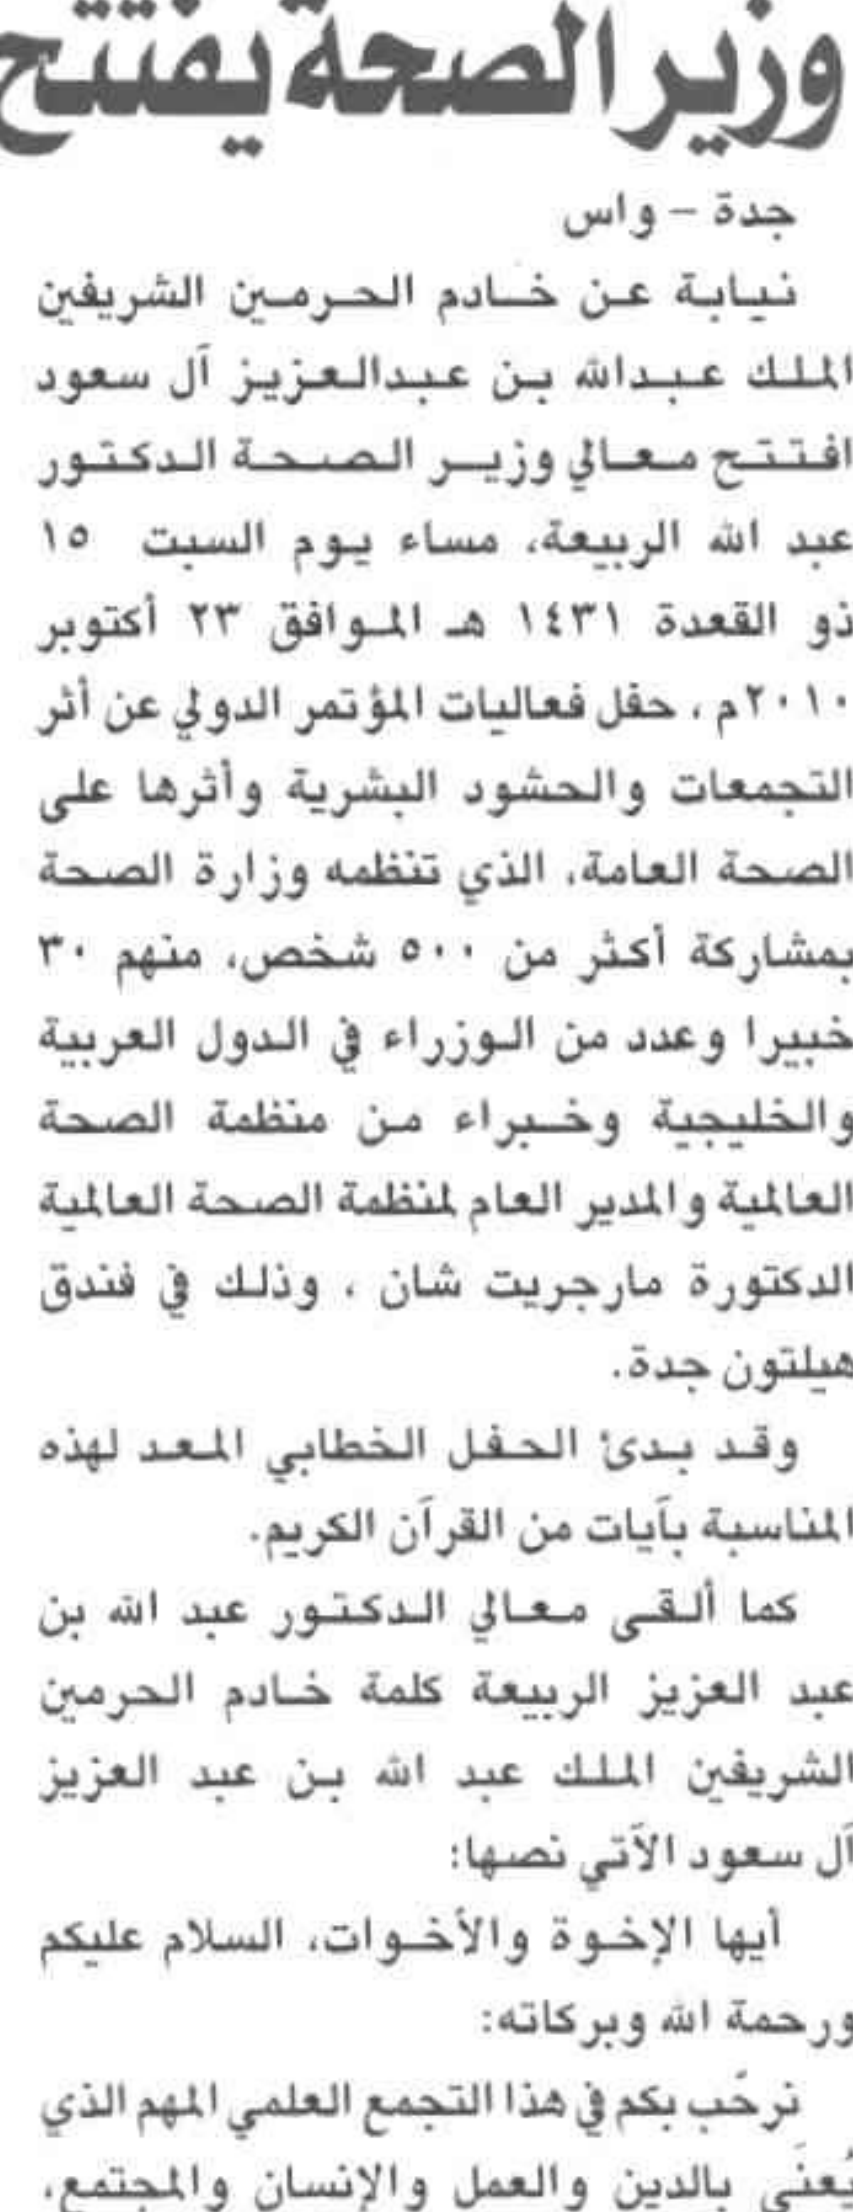 وزير الصحة يفتتح
جدة – واس
نيابة عن خادم الحرمين الشريفين
الملك عبدالله بن عبدالعزيز آل سعود
افتتح معالي وزير الصحة الدكتور
عبد الله الربيعة، مساء يوم السبت ١٥
ذو القعدة ١٤٣١ هـ الموافق ٢٣ أكتوبر
٢٠١٠م ، حفل فعاليات المؤتمر الدولي عن أثر
التجمعات والحشود البشرية وأثرها على
الصحة العامة، الذي تنظمه وزارة الصحة
بمشاركة أكثر من ٥٠٠ شخص، منهم ٣٠
خبيرا وعدد من الوزراء في الدول العربية
والخليجية وخبراء من منظمة الصحة
العالمية والمدير العام لمنظمة الصحة العالمية
الدكتورة مارجريت شان ، وذلك في فندق
هيلتون جدة.
وقد بدئ الحفل الخطابي المعد لهذه
المناسبة بآيات من القرآن الكريم.
كما ألقى معالي الدكتور عبد الله بن
عبد العزيز الربيعة كلمة خادم الحرمين
الشريفين الملك عبد الله بن عبد العزيز
آل سعود الآتي نصها:
أيها الإخوة والأخوات، السلام عليكم
ورحمة الله وبركاته:
نرحَب بكم في هذا التجمع العلمي المهم الذي
يُعنَى بالدين والعمل والإنسان والمجتمع،